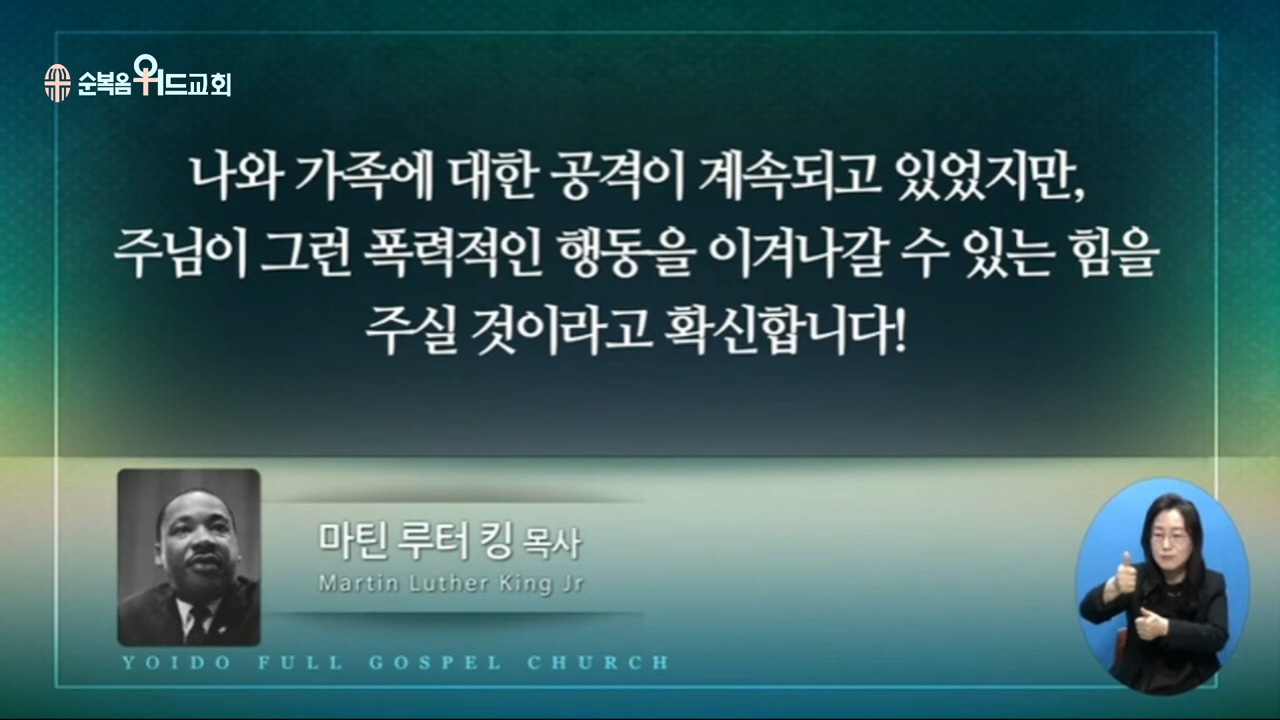 순복음위드교회
나와 가족에 대한 공격이 계속되고 있었지만,
주님이 그런 폭력적인 행동을 이겨나갈 수 있는 힘을
주실 것이라고 확신합니다!
마틴 루터 킹 목사
Martin Luther King Jr
YOIDO FULL GOSPEL CHURCH